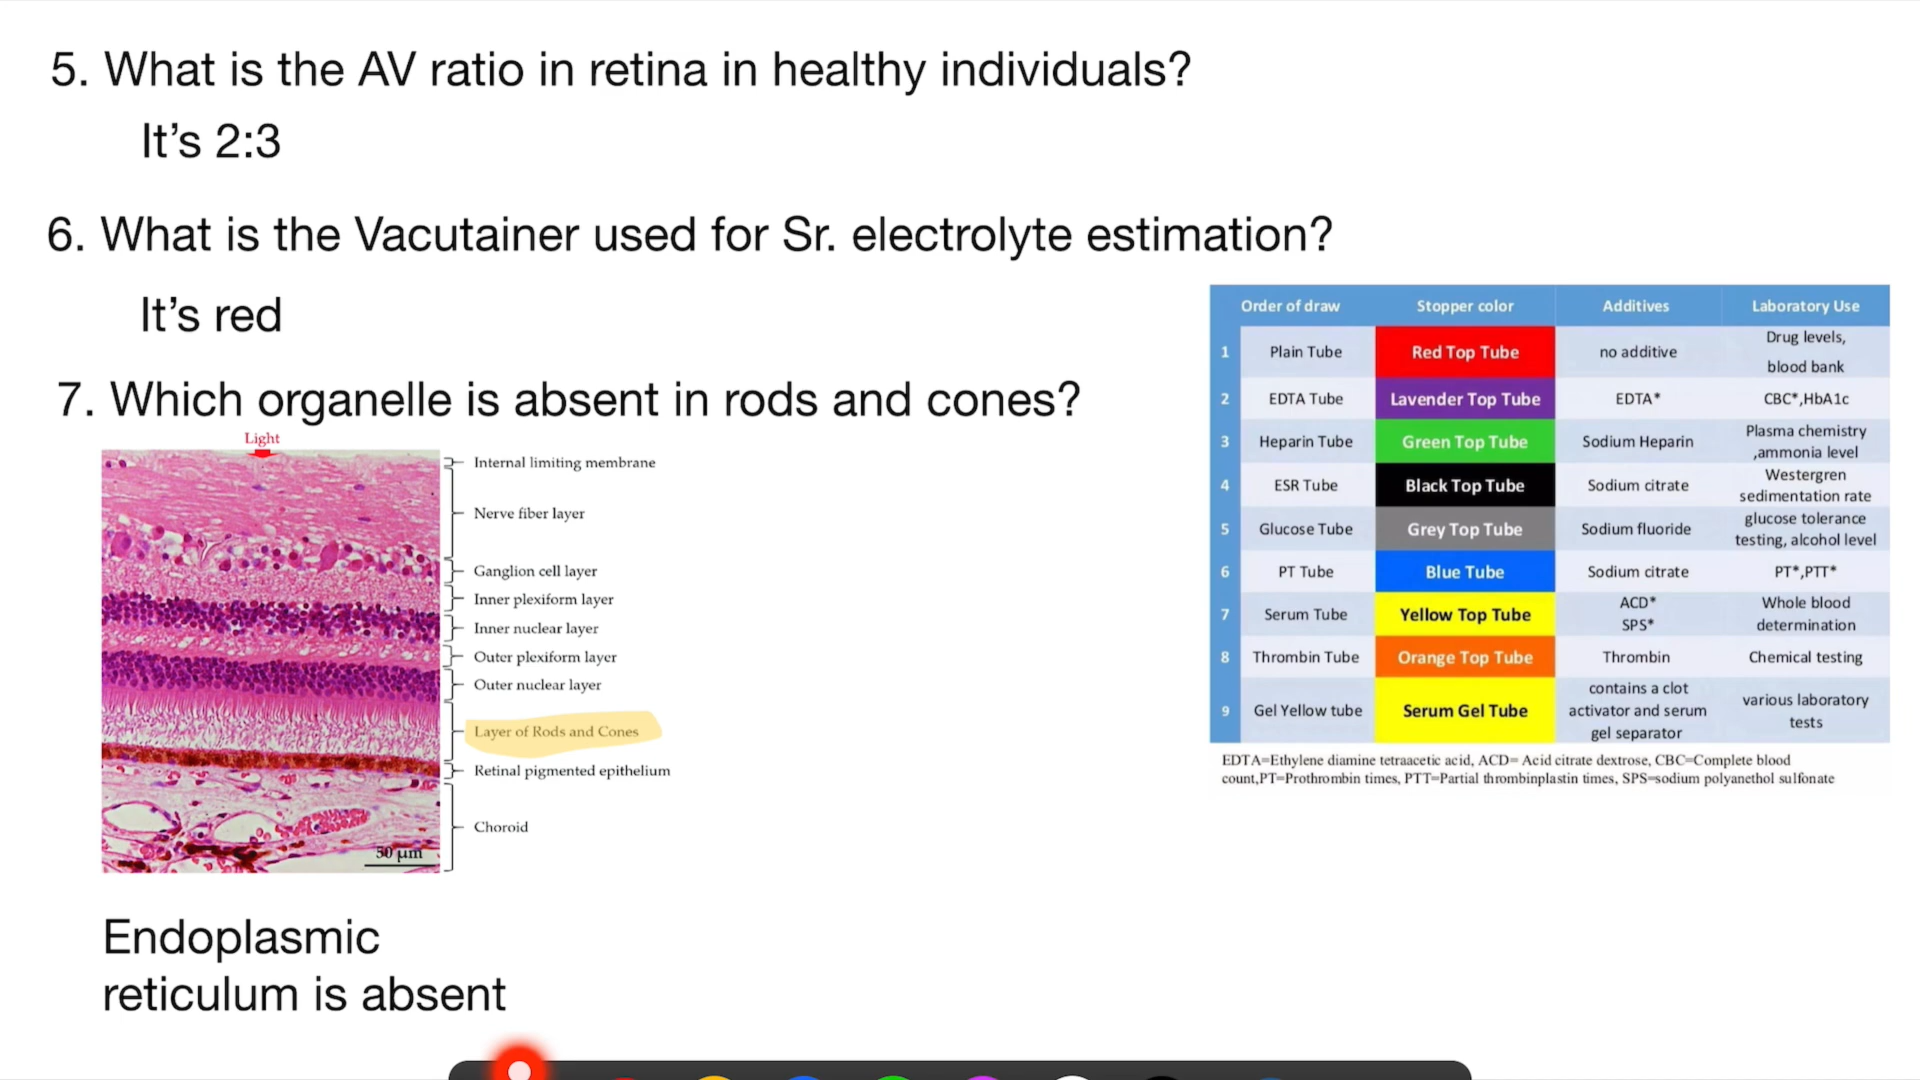 5. What is the AV ratio in retina in healthy individuals?
It’s 2:3
6. What is the Vacutainer used for Sr. electrolyte estimation?
It’s red
7. Which organelle is absent in rods and cones?
Light
Internal limiting membrane
Nerve fiber layer
Ganglion cell layer
Inner plexiform layer
Inner nuclear layer
Outer plexiform layer
Outer nuclear layer
Layer of Rods and Cones
Retinal pigmented epithelium
Choroid
50 µm
Endoplasmic
reticulum is absent
Order of draw Stopper color Additives Laboratory Use
1 Plain Tube Red Top Tube no additive Drug levels,
blood bank
2 EDTA Tube Lavender Top Tube EDTA* CBC*,HbA1c
3 Heparin Tube Green Top Tube Sodium Heparin Plasma chemistry
,ammonia level
4 ESR Tube Black Top Tube Sodium citrate Westergren
sedimentation rate
5 Glucose Tube Grey Top Tube Sodium fluoride glucose tolerance
testing, alcohol level
6 PT Tube Blue Tube Sodium citrate PT*,PTT*
7 Serum Tube Yellow Top Tube ACD* Whole blood
SPS* determination
8 Thrombin Tube Orange Top Tube Thrombin Chemical testing
9 Gel Yellow tube Serum Gel Tube contains a clot
activator and serum
gel separator various laboratory
tests
EDTA=Ethylene diamine tetraacetic acid, ACD= Acid citrate dextrose, CBC=Complete blood
count,PT=Prothrombin times, PTT=Partial thrombinplastin times, SPS=sodium polyanethol sulfonate